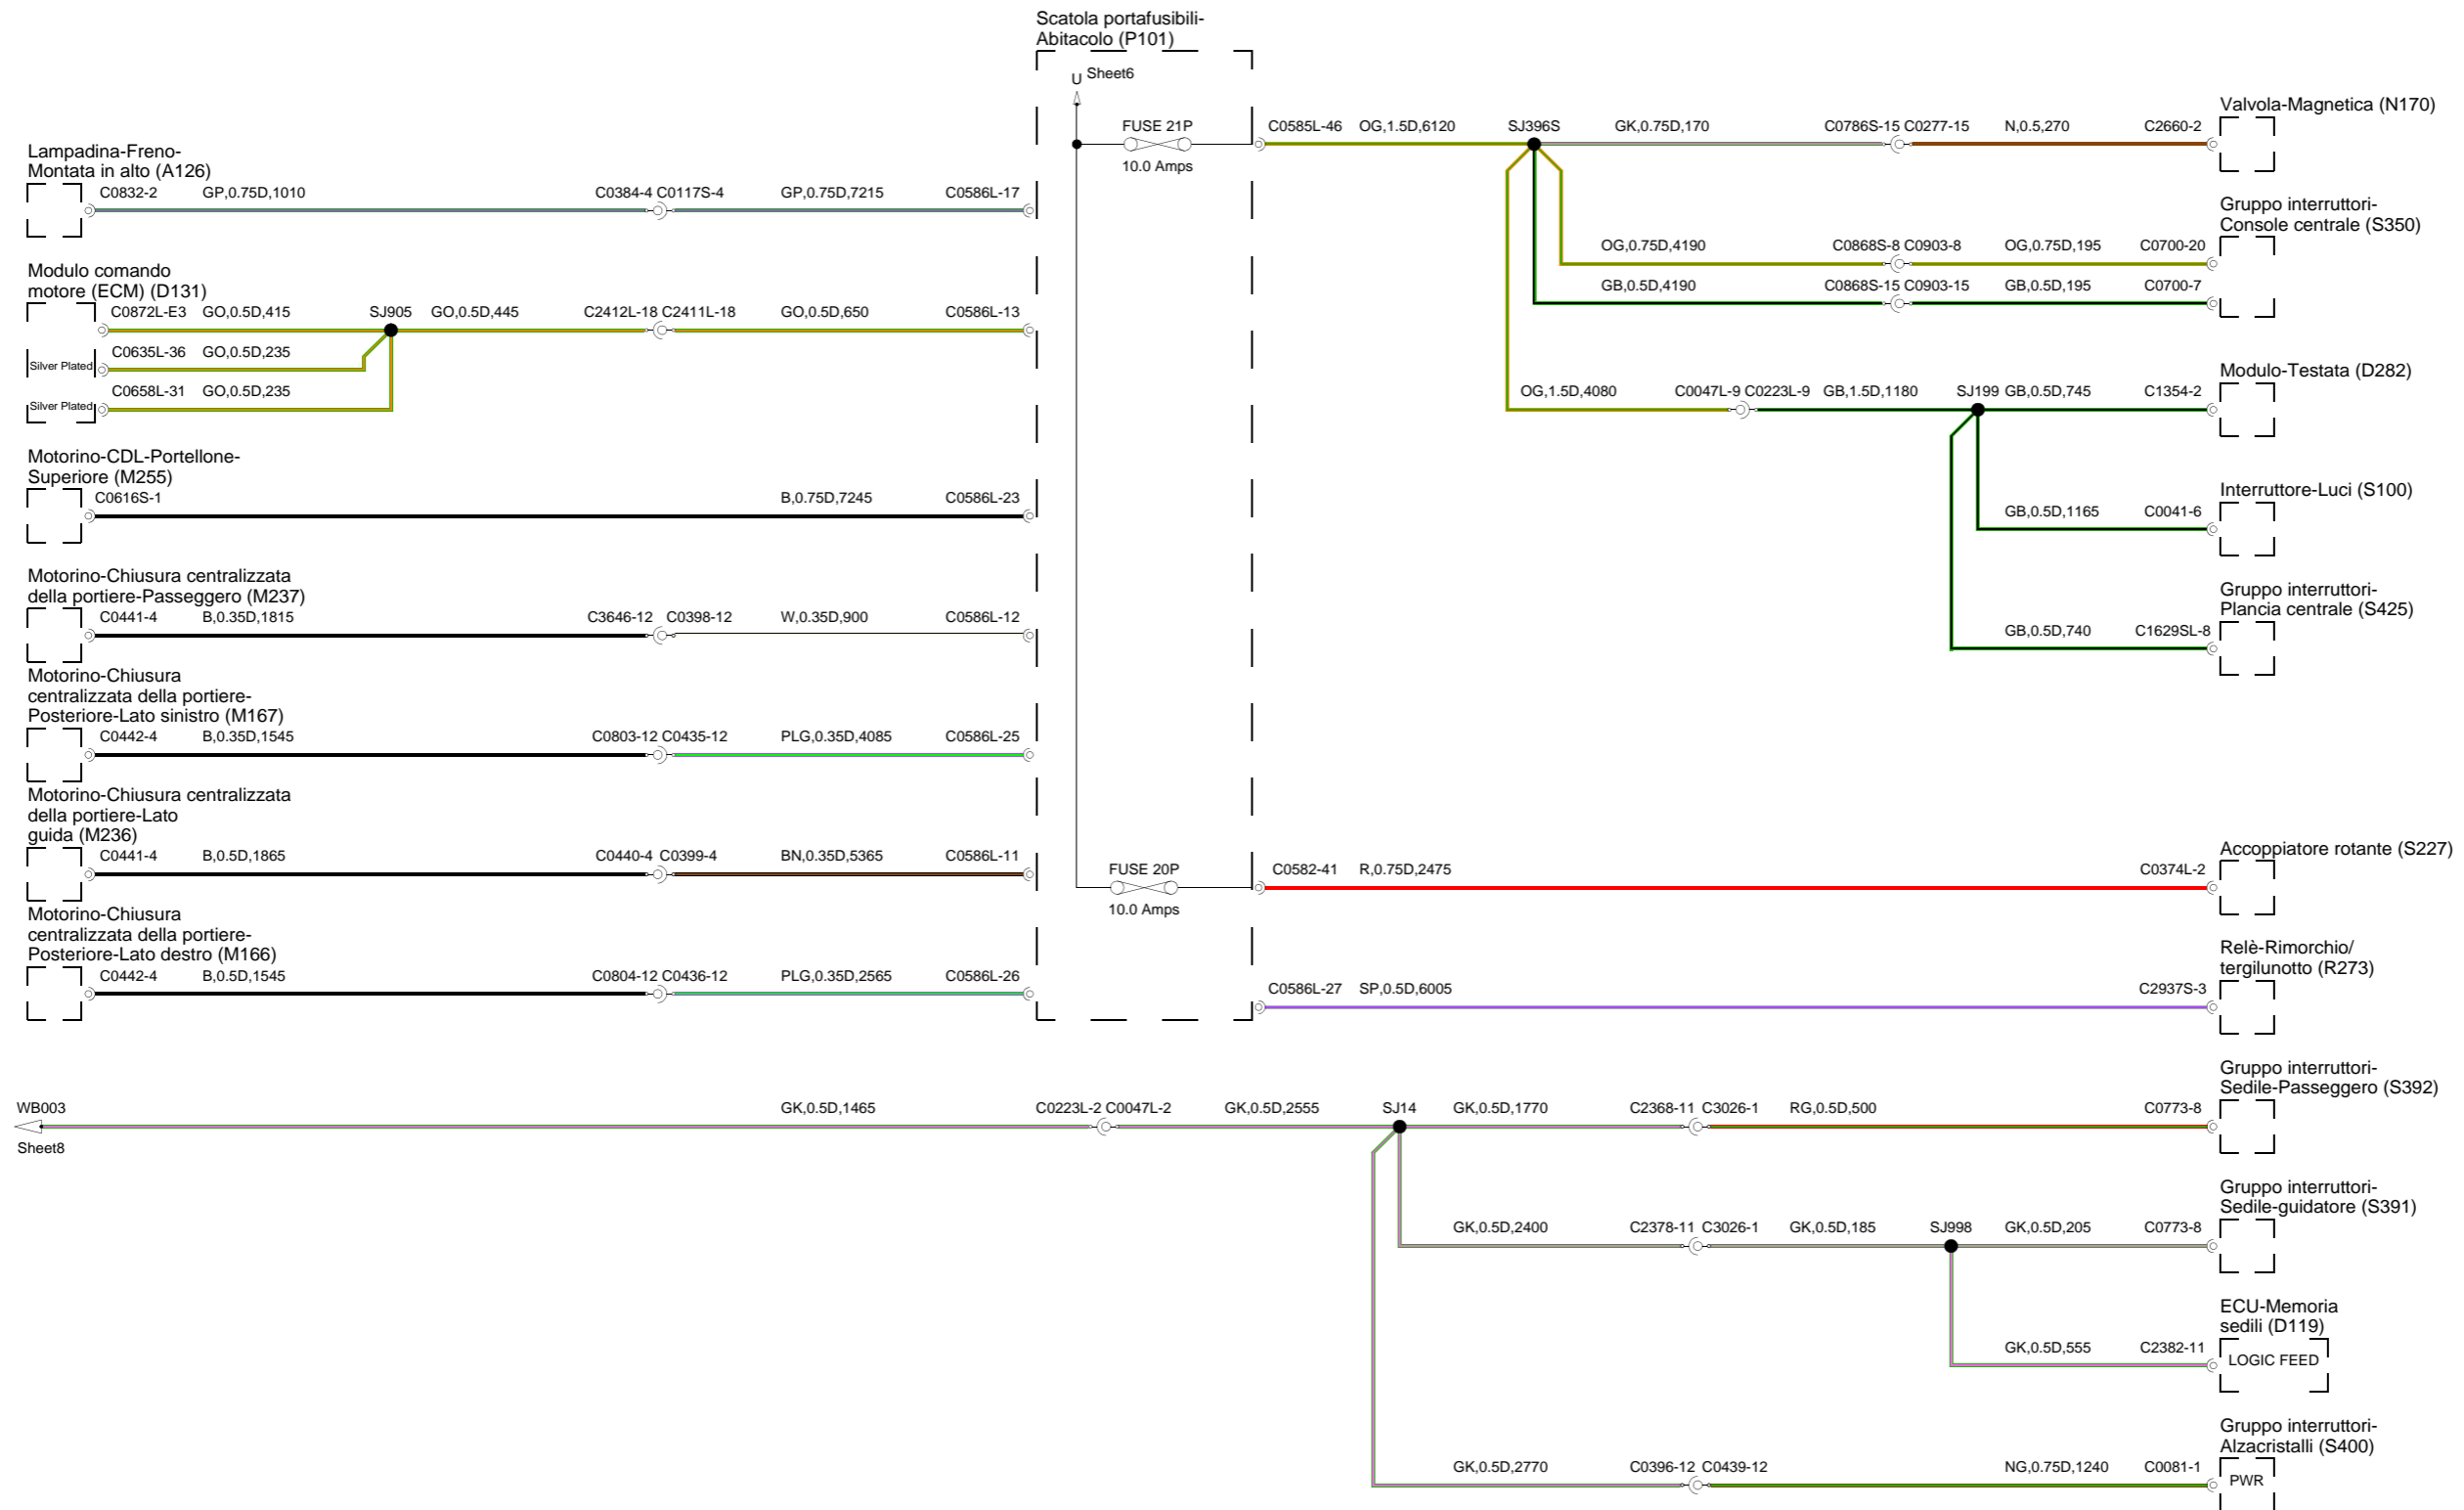 Scatola portafusibili-
Abitacolo (P101)
U Sheet6
FUSE 21P
10.0 Amps
FUSE 20P
10.0 Amps
Lampadina-Freno-
Montata in alto (A126)
C0832-2 GP,0.75D,1010 C0384-4 C0117S-4 GP,0.75D,7215 C0586L-17
Modulo comando
motore (ECM) (D131)
C0872L-E3 GO,0.5D,415 SJ905 GO,0.5D,445 C2412L-18 C2411L-18 GO,0.5D,650 C0586L-13
Silver Plated C0635L-36 GO,0.5D,235
Silver Plated C0658L-31 GO,0.5D,235
Motorino-CDL-Portellone-
Superiore (M255)
C0616S-1 B,0.75D,7245 C0586L-23
Motorino-Chiusura centralizzata
della portiere-Passeggero (M237)
C0441-4 B,0.35D,1815 C3646-12 C0398-12 W,0.35D,900 C0586L-12
Motorino-Chiusura
centralizzata della portiere-
Posteriore-Lato sinistro (M167)
C0442-4 B,0.35D,1545 C0803-12 C0435-12 PLG,0.35D,4085 C0586L-25
Motorino-Chiusura centralizzata
della portiere-Lato
guida (M236)
C0441-4 B,0.5D,1865 C0440-4 C0399-4 BN,0.35D,5365 C0586L-11
Motorino-Chiusura
centralizzata della portiere-
Posteriore-Lato destro (M166)
C0442-4 B,0.5D,1545 C0804-12 C0436-12 PLG,0.35D,2565 C0586L-26
Valvola-Magnetica (N170)
C0585L-46 OG,1.5D,6120 SJ396S GK,0.75D,170 C0786S-15 C0277-15 N,0.5,270 C2660-2
Gruppo interruttori-
Console centrale (S350)
OG,0.75D,4190 C0868S-8 C0903-8 OG,0.75D,195 C0700-20
GB,0.5D,4190 C0868S-15 C0903-15 GB,0.5D,195 C0700-7
Modulo-Testata (D282)
OG,1.5D,4080 C0047L-9 C0223L-9 GB,1.5D,1180 SJ199 GB,0.5D,745 C1354-2
Interruttore-Luci (S100)
GB,0.5D,1165 C0041-6
Gruppo interruttori-
Plancia centrale (S425)
GB,0.5D,740 C1629SL-8
Accoppiatore rotante (S227)
C0582-41 R,0.75D,2475 C0374L-2
Relè-Rimorchio/
tergilunotto (R273)
C0586L-27 SP,0.5D,6005 C2937S-3
Gruppo interruttori-
Sedile-Passeggero (S392)
WB003 GK,0.5D,1465 C0223L-2 C0047L-2 GK,0.5D,2555 SJ14 GK,0.5D,1770 C2368-11 C3026-1 RG,0.5D,500 C0773-8
Sheet8
Gruppo interruttori-
Sedile-guidatore (S391)
GK,0.5D,2400 C2378-11 C3026-1 GK,0.5D,185 SJ998 GK,0.5D,205 C0773-8
ECU-Memoria
sedili (D119)
GK,0.5D,555 C2382-11 LOGIC FEED
Gruppo interruttori-
Alzacristalli (S400)
GK,0.5D,2770 C0396-12 C0439-12 NG,0.75D,1240 C0081-1 PWR